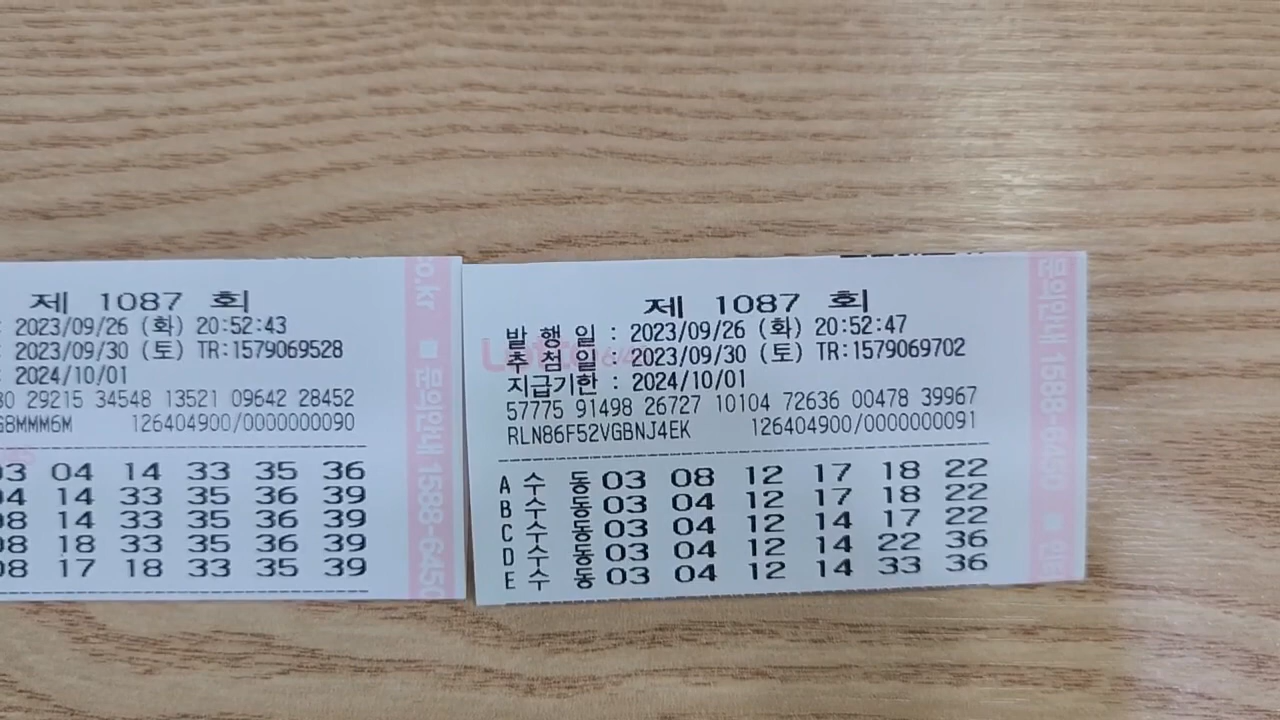 제 1087 회
2023/09/26 (화) 20:52:43
2023/09/30 (토) TR:1579069528
: 2024/10/01
29215 34548 13521 09642 28452
126404900/0000000090
04 14 33 35 36
14 33 35 36 39
14 33 35 36 39
18 33 35 36 39
17 18 33 35 39
문의안내 1588-6450
제 1087 회
발 행 일 : 2023/09/26 (화) 20:52:47
추 첨 일 : 2023/09/30 (토) TR:1579069702
지급기한 : 2024/10/01
57775 91498 26727 10104 72636 00478 39967
RLN86F52VGBNJ4EK 126404900/0000000091
A 수 동 03 08 12 17 18 22
B 수 동 03 04 12 17 18 22
C 수 동 03 04 12 14 17 22
D 수 동 03 04 12 14 22 36
E 수 동 03 04 12 14 33 36
문의안내 1588-6450